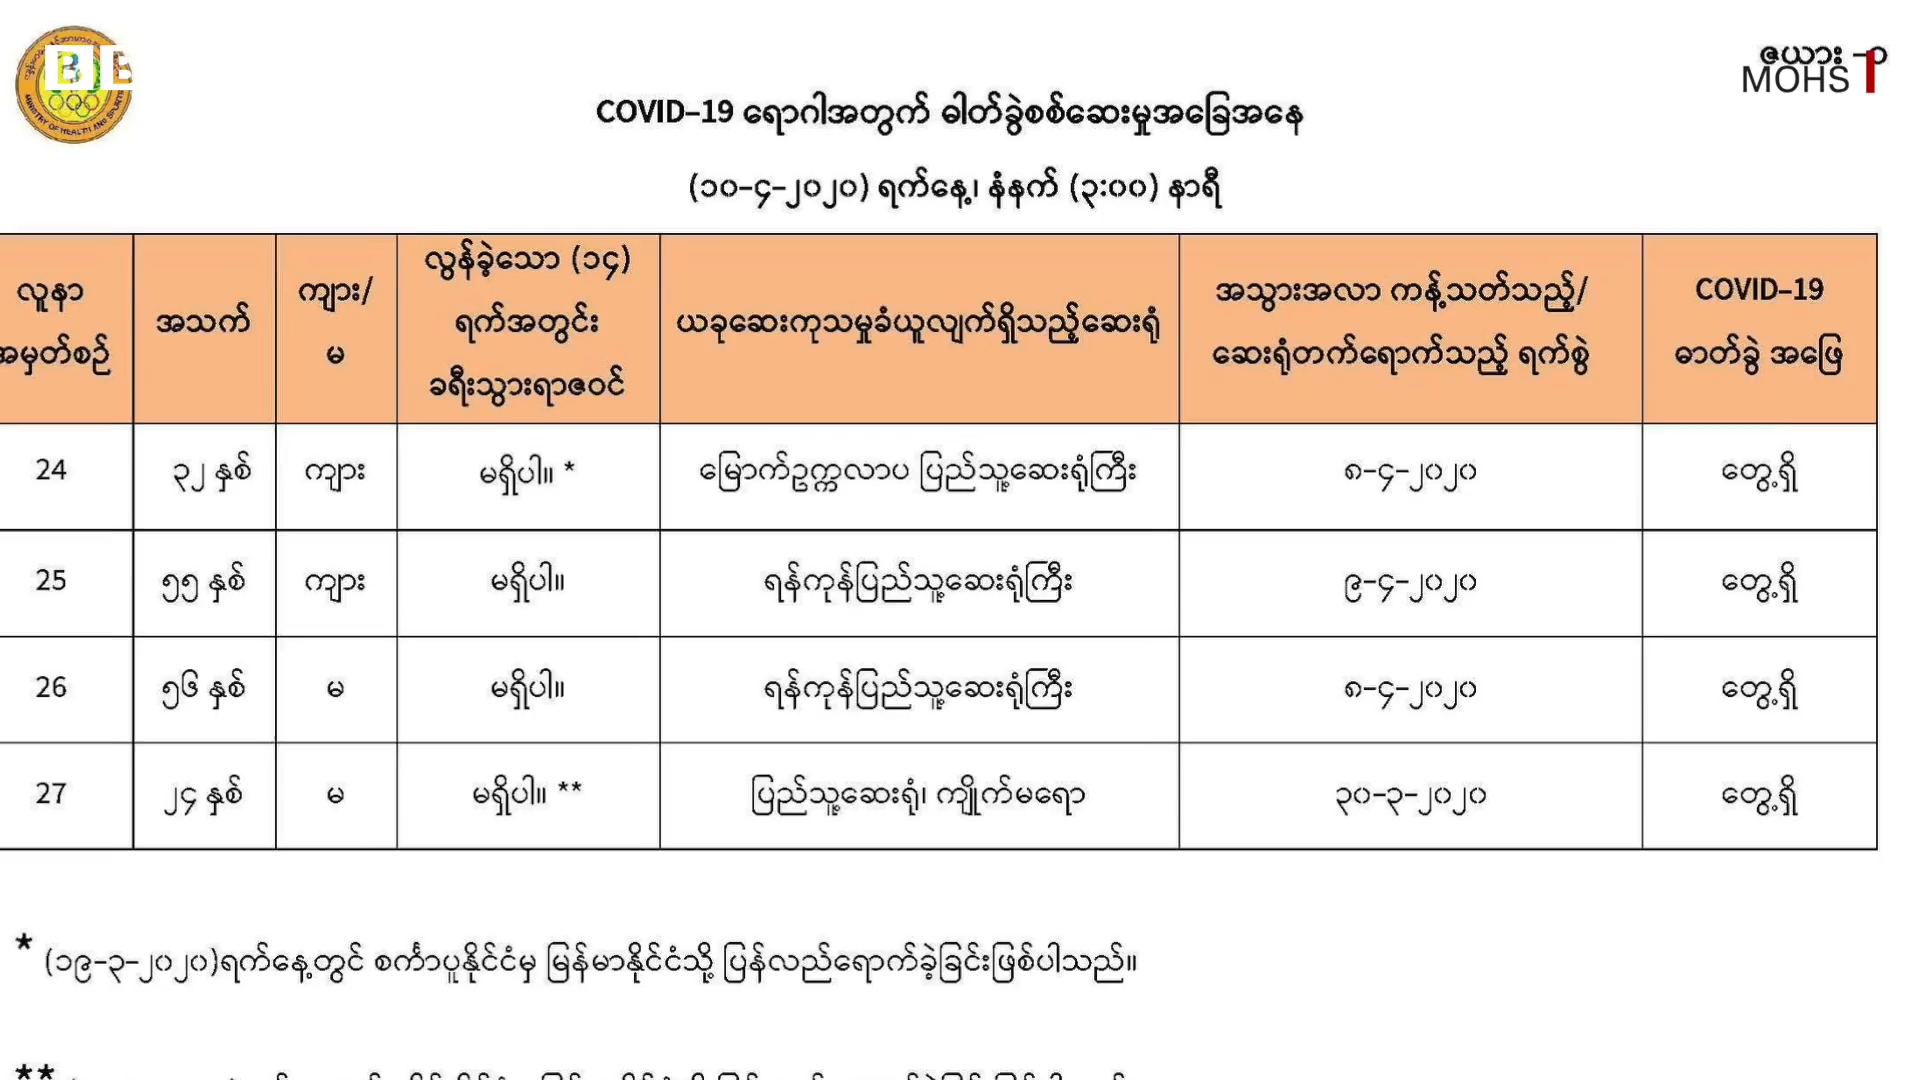 B B
MINISTRY OF HEALTH AND SPORTS
ဇယား -၁
MOHS
COVID-19 ရောဂါအတွက် ဓါတ်ခွဲစစ်ဆေးမှုအခြေအနေ
(၁၀-၄-၂၀၂၀) ရက်နေ့၊ နံနက် (၃:၀၀) နာရီ
လူနာ အမှတ်စဉ် အသက် ကျား/ မ လွန်ခဲ့သော (၁၄) ရက်အတွင်း ခရီးသွားရာဇဝင် ယခုဆေးကုသမှုခံယူလျက်ရှိသည့်ဆေးရုံ အသွားအလာ ကန့်သတ်သည့်/ ဆေးရုံတက်ရောက်သည့် ရက်စွဲ COVID-19 ဓာတ်ခွဲ အဖြေ
24 ၃၂ နှစ် ကျား မရှိပါ။ * မြောက်ဥက္ကလာပ ပြည်သူ့ဆေးရုံကြီး ၈-၄-၂၀၂၀ တွေ့ရှိ
25 ၅၅ နှစ် ကျား မရှိပါ။ ရန်ကုန်ပြည်သူ့ဆေးရုံကြီး ၉-၄-၂၀၂၀ တွေ့ရှိ
26 ၅၆ နှစ် မ မရှိပါ။ ရန်ကုန်ပြည်သူ့ဆေးရုံကြီး ၈-၄-၂၀၂၀ တွေ့ရှိ
27 ၂၄ နှစ် မ မရှိပါ။ ** ပြည်သူ့ဆေးရုံ၊ ကျိုက်မရော ၃၀-၃-၂၀၂၀ တွေ့ရှိ
* (၁၉-၃-၂၀၂၀)ရက်နေ့တွင် စင်္ကာပူနိုင်ငံမှ မြန်မာနိုင်ငံသို့ ပြန်လည်ရောက်ခဲ့ခြင်းဖြစ်ပါသည်။
**